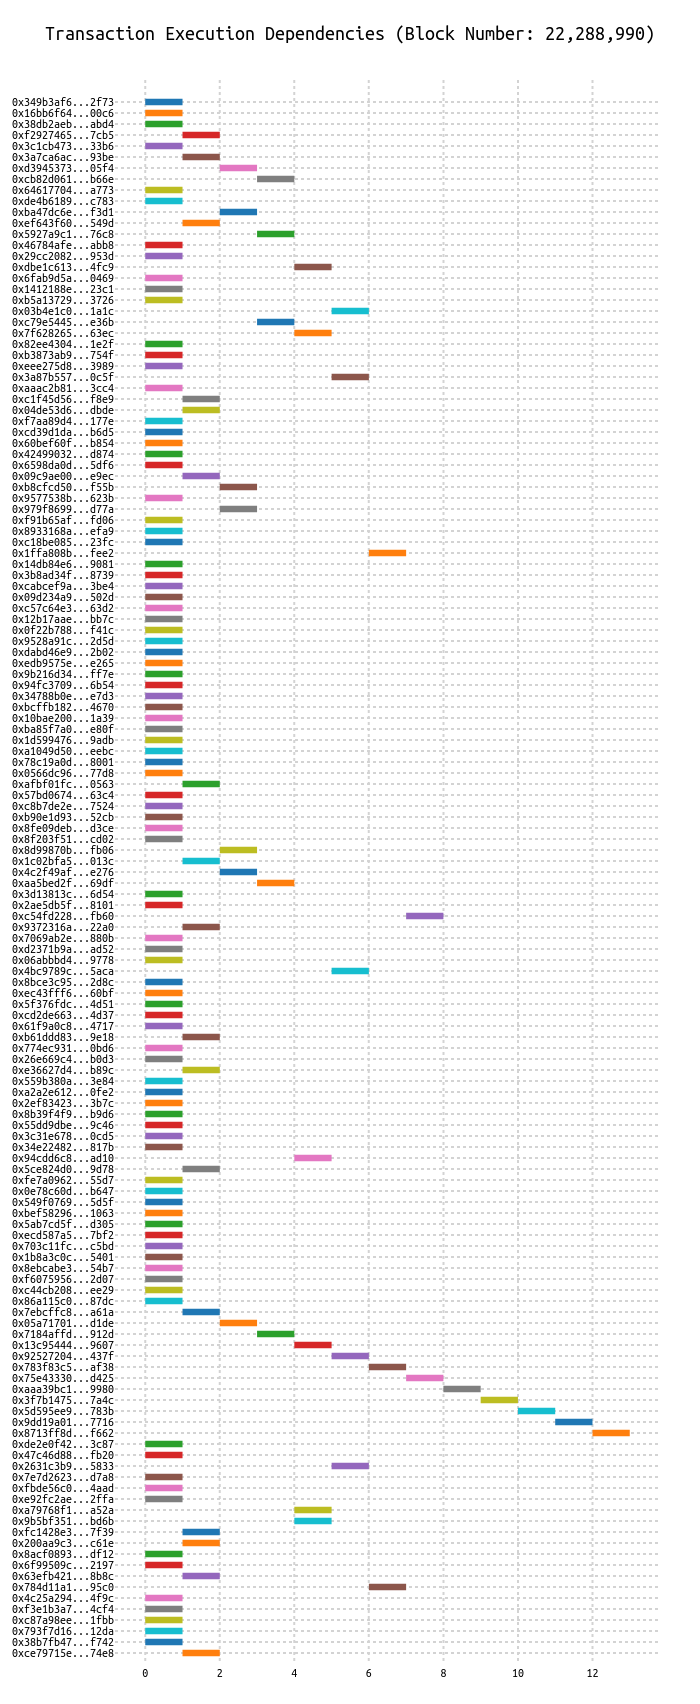 Transaction Execution Dependencies (Block Number: 22,288,990)
0x349b3af6...2f73
0x16bb6f64...00c6
0x38db2aeb...abd4
0xf2927465...7cb5
0x3c1cb473...33b6
0x3a7ca6ac...93be
0xd3945373...05f4
0xcb82d061...b66e
0x64617704...a773
0xde4b6189...c783
0xba47dc6e...f3d1
0xef643f60...549d
0x5927a9c1...76c8
0x46784afe...abb8
0x29cc2082...953d
0xdbe1c613...4fc9
0x6fab9d5a...0469
0x1412188e...23c1
0xb5a13729...3726
0x03b4e1c0...1a1c
0xc79e5445...e36b
0x7f628265...63ec
0x82ee4304...1e2f
0xb3873ab9...754f
0xeee275d8...3989
0x3a87b557...0c5f
0xaaac2b81...3cc4
0xc1f45d56...f8e9
0x04de53d6...dbde
0xf7aa89d4...177e
0xcd39d1da...b6d5
0x60bef60f...b854
0x42499032...d874
0x6598da0d...5df6
0x09c9ae00...e9ec
0xb8cfcd50...f55b
0x9577538b...623b
0x979f8699...d77a
0xf91b65af...fd06
0x8933168a...efa9
0xc18be085...23fc
0x1ffa808b...fee2
0x14db84e6...9081
0x3b8ad34f...8739
0xcabcef9a...3be4
0x09d234a9...502d
0xc57c64e3...63d2
0x12b17aae...bb7c
0x0f22b788...f41c
0x9528a91c...2d5d
0xdabd46e9...2b02
0xedb9575e...e265
0x9b216d34...ff7e
0x94fc3709...6b54
0x34788b0e...e7d3
0xbcffb182...4670
0x10bae200...1a39
0xba85f7a0...e80f
0x1d599476...9adb
0xa1049d50...eebc
0x78c19a0d...8001
0x0566dc96...77d8
0xafbf01fc...0563
0x57bd0674...63c4
0xc8b7de2e...7524
0xb90e1d93...52cb
0x8fe09deb...d3ce
0x8f203f51...cd02
0x8d99870b...fb06
0x1c02bfa5...013c
0x4c2f49af...e276
0xaa5bed2f...69df
0x3d13813c...6d54
0x2ae5db5f...8101
0xc54fd228...fb60
0x9372316a...22a0
0x7069ab2e...880b
0xd2371b9a...ad52
0x06abbbd4...9778
0x4bc9789c...5aca
0x8bce3c95...2d8c
0xec43fff6...60bf
0x5f376fdc...4d51
0xcd2de663...4d37
0x61f9a0c8...4717
0xb61ddd83...9e18
0x774ec931...0bd6
0x26e669c4...b0d3
0xe36627d4...b89c
0x559b380a...3e84
0xa2a2e612...0fe2
0x2ef83423...3b7c
0x8b39f4f9...b9d6
0x55dd9dbe...9c46
0x3c31e678...0cd5
0x34e22482...817b
0x94cdd6c8...ad10
0x5ce824d0...9d78
0xfe7a0962...55d7
0x0e78c60d...b647
0x549f0769...5d5f
0xbef58296...1063
0x5ab7cd5f...d305
0xecd587a5...7bf2
0x703c11fc...c5bd
0x1b8a3c0c...5401
0x8ebcabe3...54b7
0xf6075956...2d07
0xc44cb208...ee29
0x86a115c0...87dc
0x7ebcffc8...a61a
0x05a71701...d1de
0x7184affd...912d
0x13c95444...9607
0x92527204...437f
0x783f83c5...af38
0x75e43330...d425
0xaaa39bc1...9980
0x3f7b1475...7a4c
0x5d595ee9...783b
0x9dd19a01...7716
0x8713ff8d...f662
0xde2e0f42...3c87
0x47c46d88...fb20
0x2631c3b9...5833
0x7e7d2623...d7a8
0xfbde56c0...4aad
0xe92fc2ae...2ffa
0xa79768f1...a52a
0x9b5bf351...bd6b
0xfc1428e3...7f39
0x200aa9c3...c61e
0x8acf0893...df12
0x6f99509c...2197
0x63efb421...8b8c
0x784d11a1...95c0
0x4c25a294...4f9c
0xf3e1b3a7...4cf4
0xc87a98ee...1fbb
0x793f7d16...12da
0x38b7fb47...f742
0xce79715e...74e8
0 2 4 6 8 10 12